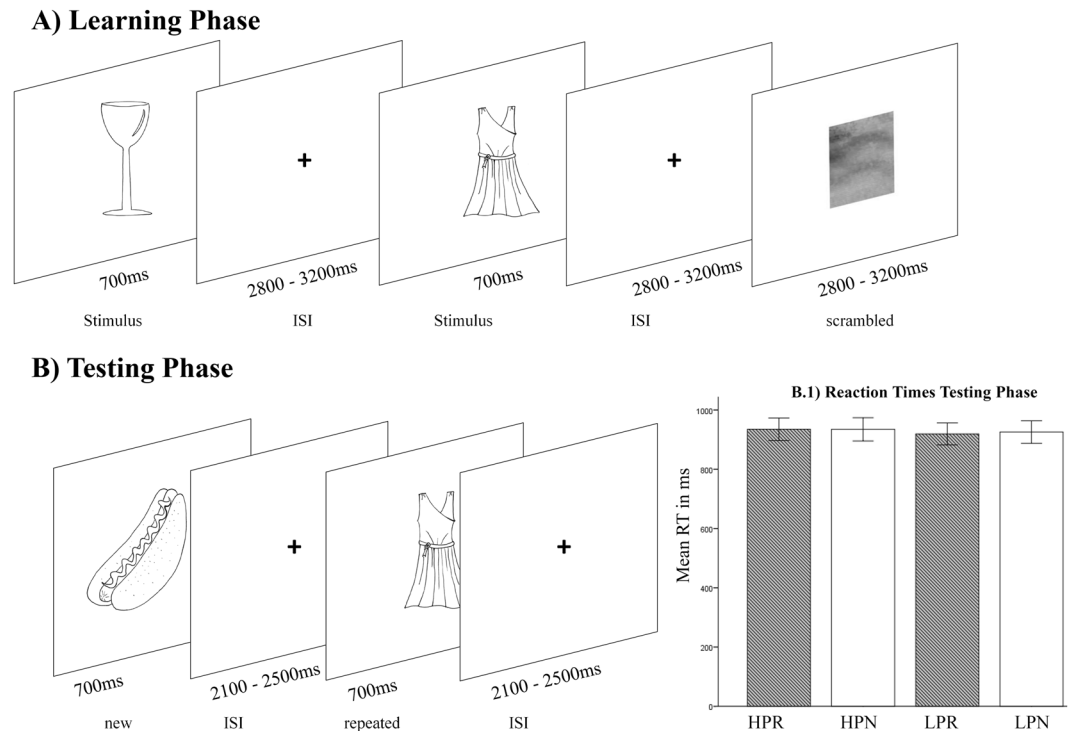 A) Learning Phase
700ms
2800 - 3200ms
700ms
2800 - 3200ms
2800 - 3200ms
Stimulus
ISI
Stimulus
ISI
scrambled
B) Testing Phase
700ms
2100 - 2500ms
700ms
2100 - 2500ms
new
ISI
repeated
ISI
B.1) Reaction Times Testing Phase
Mean RT in ms
1000
800
600
400
200
0
HPR
HPN
LPR
LPN